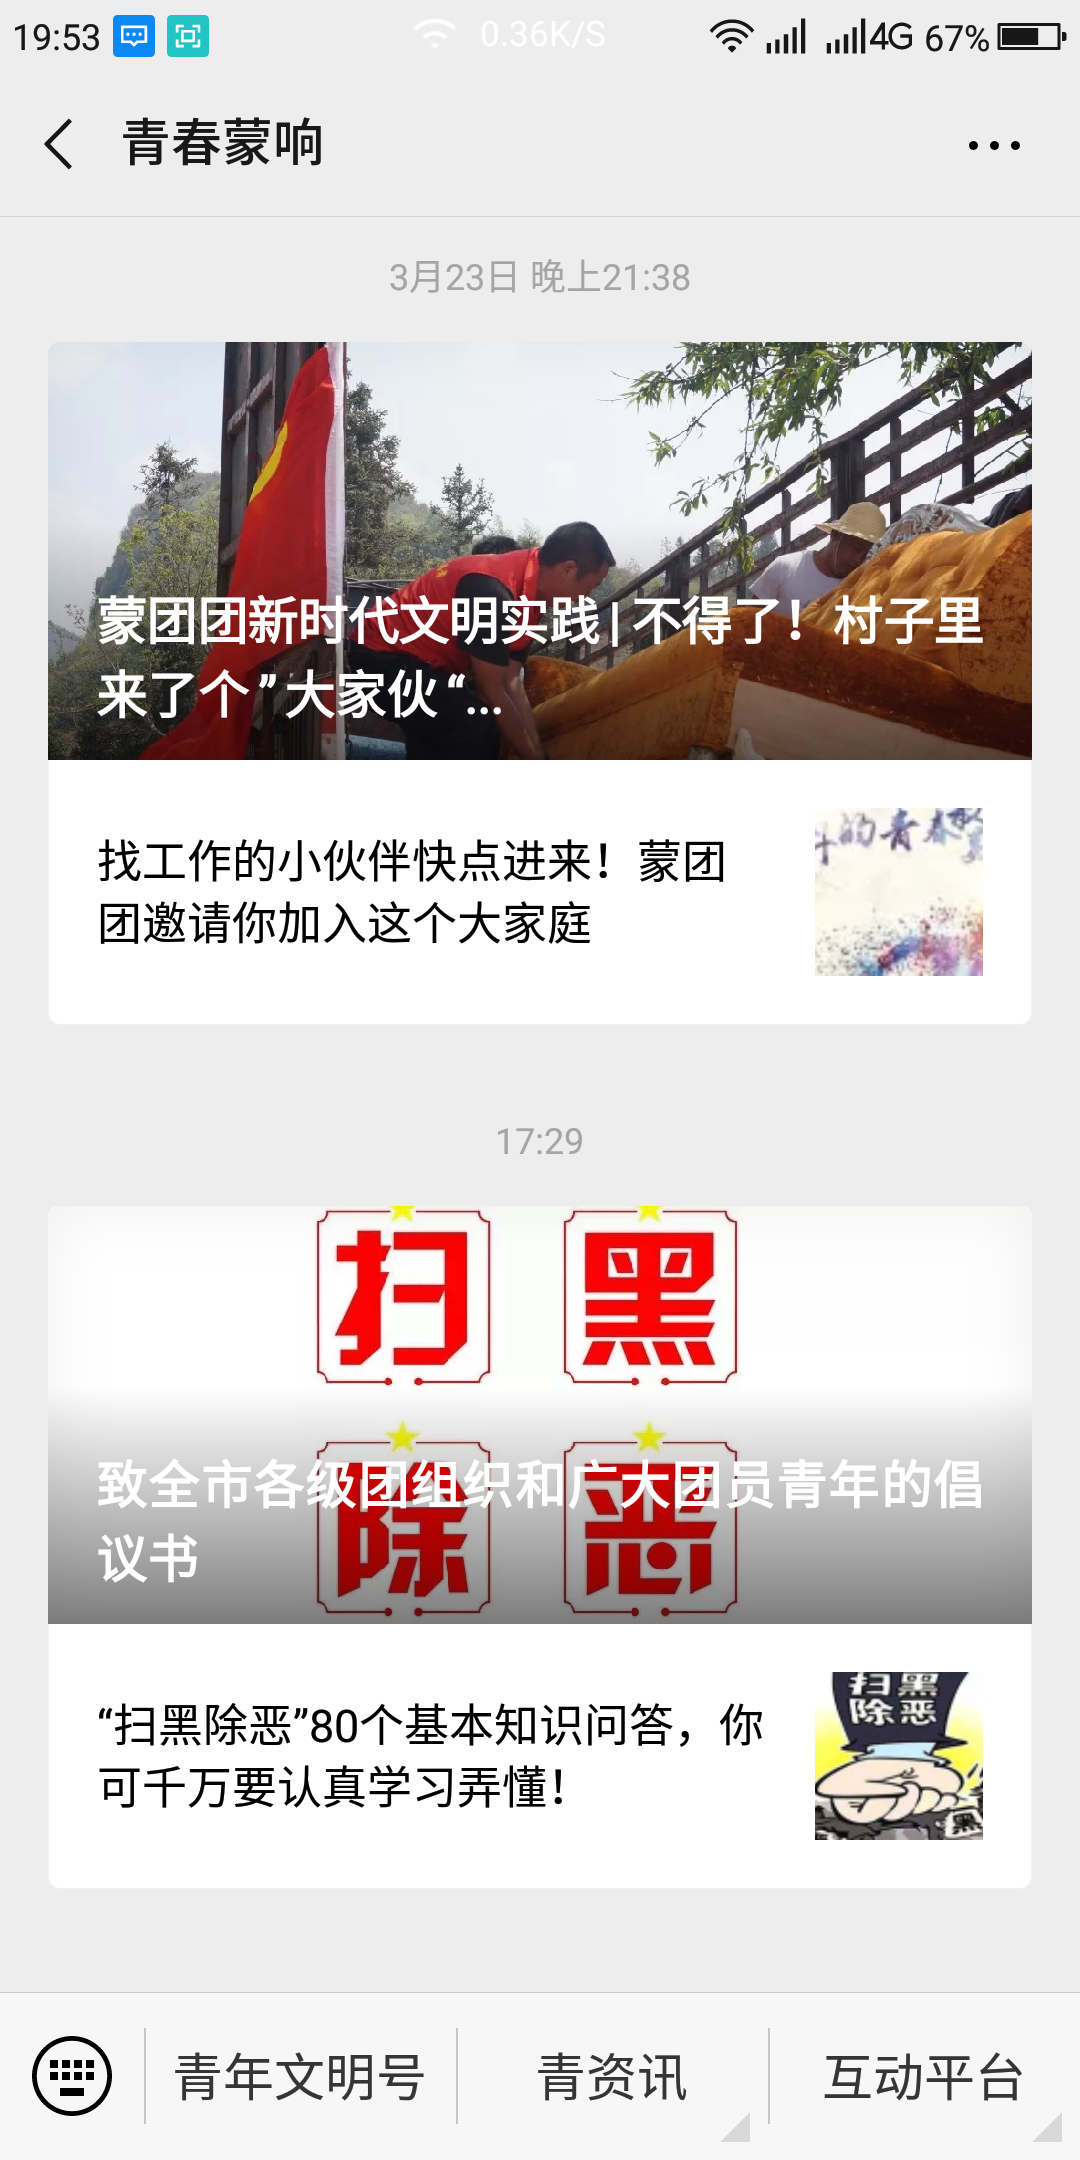 19:53
0.36K/S
4G 67%
青春蒙响
3月23日 晚上21:38
蒙团团新时代文明实践|不得了！村子里
来了个”大家伙“...
找工作的小伙伴快点进来！蒙团
团邀请你加入这个大家庭
的青春
17:29
扫 黑
除 恶
致全市各级团组织和广大团员青年的倡
议书
“扫黑除恶”80个基本知识问答，你
可千万要认真学习弄懂！
扫黑
除恶
黑
青年文明号
青资讯
互动平台